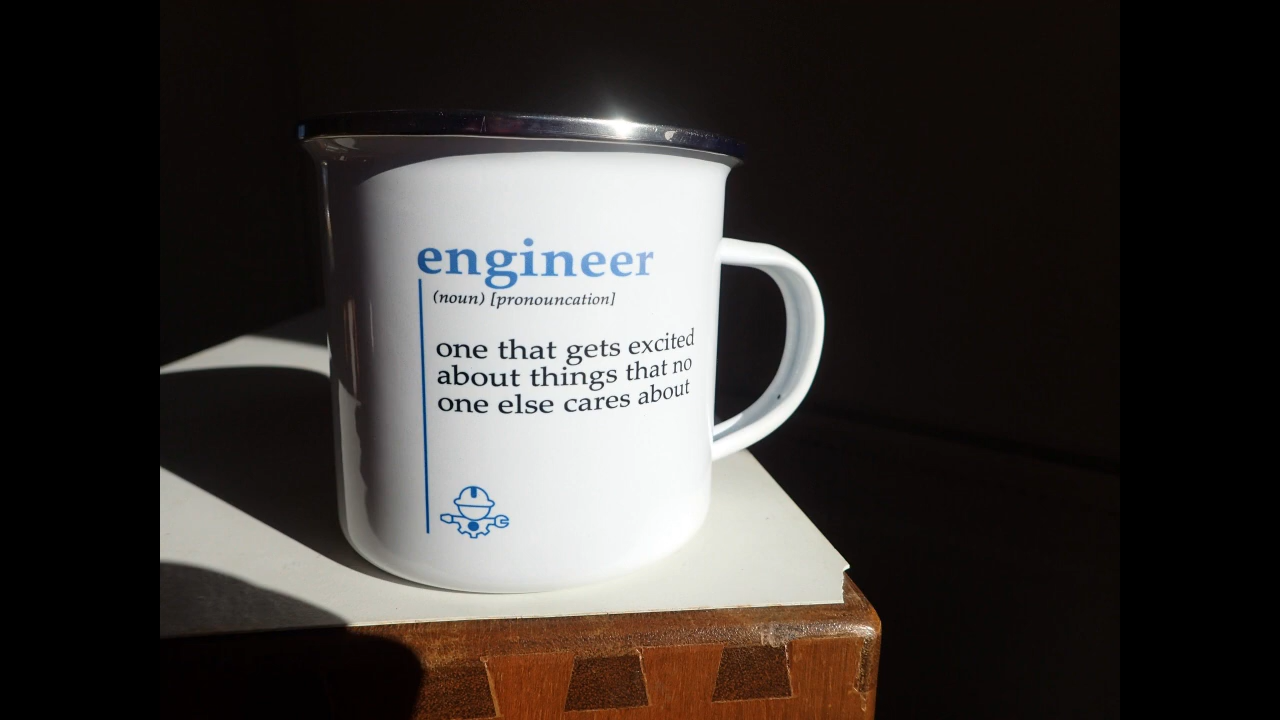 engineer
(noun) [pronouncation]
one that gets excited
about things that no
one else cares about